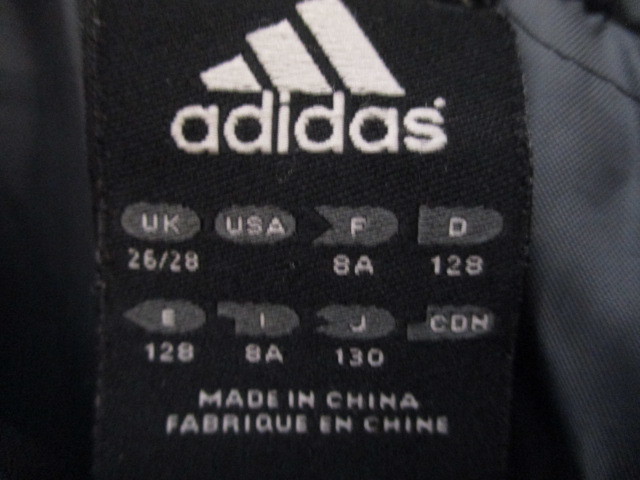 adidas
UK USA F D
26/28 8A 128
E I J CDN
128 8A 130
MADE IN CHINA
FABRIQUE EN CHINE